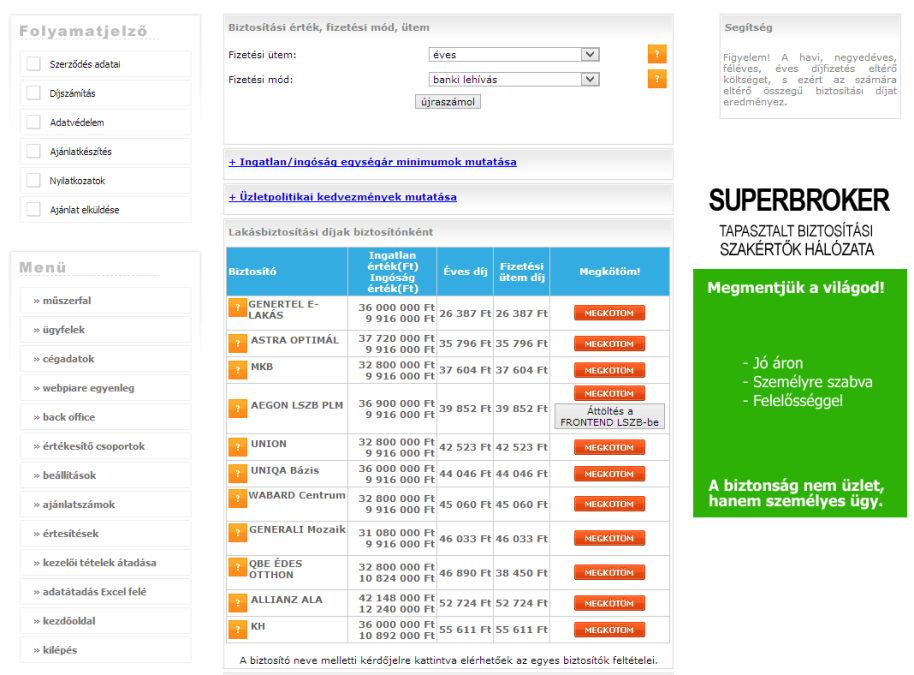 Folyamatjelző
Szerződés adatai
Díjszámítás
Adatvédelem
Ajánlatkészítés
Nyilatkozatok
Ajánlat elküldése
Menü
» műszerfal
» ügyfelek
» cégadatok
» webpiare egyenleg
» back office
» értékesítő csoportok
» beállítások
» ajánlatszámok
» értesítések
» kezelői tételek átadása
» adatátadás Excel felé
» kezdőoldal
» kilépés
Biztosítási érték, fizetési mód, ütem
Fizetési ütem: éves ?
Fizetési mód: banki lehívás ?
újraszámol
+ Ingatlan/ingóság egységár minimumok mutatása
+ Üzletpolitikai kedvezmények mutatása
Lakásbiztosítási díjak biztosítónként
Biztosító
Ingatlan
érték(Ft)
Ingóság
érték(Ft)
Éves díj
Fizetési
ütem díj
Megkötöm!
? GENERTEL E-
LAKÁS
36 000 000 Ft
9 916 000 Ft
26 387 Ft 26 387 Ft MEGKÖTÖM
? ASTRA OPTIMÁL
37 720 000 Ft
9 916 000 Ft
35 796 Ft 35 796 Ft MEGKÖTÖM
? MKB
32 800 000 Ft
9 916 000 Ft
37 604 Ft 37 604 Ft MEGKÖTÖM
? AEGON LSZB PLM
36 900 000 Ft
9 916 000 Ft
39 852 Ft 39 852 Ft MEGKÖTÖM
Áttöltés a
FRONTEND LSZB-be
? UNION
32 800 000 Ft
9 916 000 Ft
42 523 Ft 42 523 Ft MEGKÖTÖM
? UNIQA Bázis
36 000 000 Ft
9 916 000 Ft
44 046 Ft 44 046 Ft MEGKÖTÖM
? WABARD Centrum
32 800 000 Ft
9 916 000 Ft
45 060 Ft 45 060 Ft MEGKÖTÖM
? GENERALI Mozaik
31 080 000 Ft
9 916 000 Ft
46 033 Ft 46 033 Ft MEGKÖTÖM
? QBE ÉDES
OTTHON
32 800 000 Ft
10 824 000 Ft
46 890 Ft 38 450 Ft MEGKÖTÖM
? ALLIANZ ALA
42 148 000 Ft
12 240 000 Ft
52 724 Ft 52 724 Ft MEGKÖTÖM
? KH
36 000 000 Ft
10 892 000 Ft
55 611 Ft 55 611 Ft MEGKÖTÖM
A biztosító neve melletti kérdőjelre kattintva elérhetőek az egyes biztosítók feltételei.
Segítség
Figyelem! A havi, negyedéves,
féléves, éves díjfizetés eltérő
költséget, s ezért az számára
eltérő összegű biztosítási díjat
eredményez.
SUPERBROKER
TAPASZTALT BIZTOSÍTÁSI
SZAKÉRTŐK HÁLÓZATA
Megmentjük a világod!
- Jó áron
- Személyre szabva
- Felelősséggel
A biztonság nem üzlet,
hanem személyes ügy.